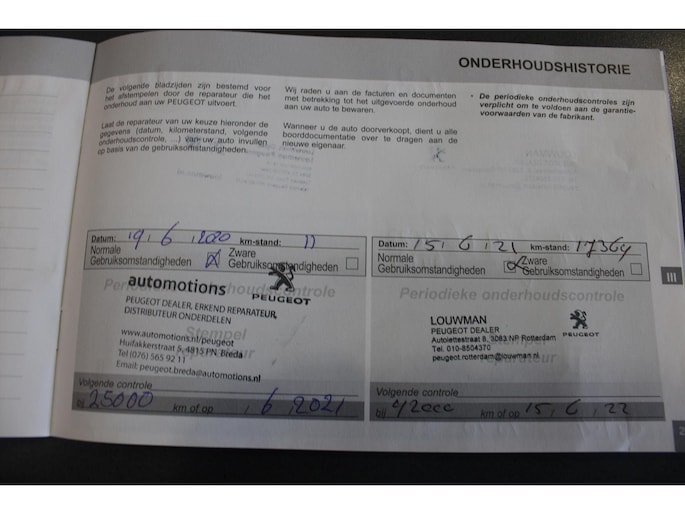 ONDERHOUDSHISTORIE
De volgende bladzijden zijn bestemd voor
het afstempelen door de reparateur die het
onderhoud aan uw PEUGEOT uitvoert.
Laat de reparateur van uw keuze hieronder de
gegevens (datum, kilometerstand, volgende
onderhoudscontrole, ...) van uw auto invullen
op basis van de gebruiksomstandigheden.
Wij raden u aan de facturen en documenten
met betrekking tot het uitgevoerde onderhoud
aan uw auto te bewaren.
Wanneer u de auto doorverkoopt, dient u alle
boorddocumentatie over te dragen aan de
nieuwe eigenaar.
• De periodieke onderhoudscontroles zijn
verplicht om te voldoen aan de garantie-
voorwaarden van de fabrikant.
Datum: 19/6/2020 km-stand: 11
Normale
Gebruiksomstandigheden
Zware
Gebruiksomstandigheden
automotions
PEUGEOT
PEUGEOT DEALER, ERKEND REPARATEUR,
DISTRIBUTEUR ONDERDELEN
Stempel
www.automotions.nl/peugeot
Huifakkerstraat 5, 4815 PN Breda
Tel (076) 565 92 11
Email: peugeot.breda@automotions.nl
Volgende controle
bij 25000 km of op / 6 / 2021
Datum: 15/6/21 km-stand: 17364
Normale
Gebruiksomstandigheden
Zware
Gebruiksomstandigheden
Periodieke onderhoudscontrole
LOUWMAN
PEUGEOT DEALER
Autolettestraat 8, 3063 NP Rotterdam
Tel. 010-8504370
peugeot.rotterdam@louwman.nl
PEUGEOT
Volgende controle
bij 42000 km of op 15/6/22
III